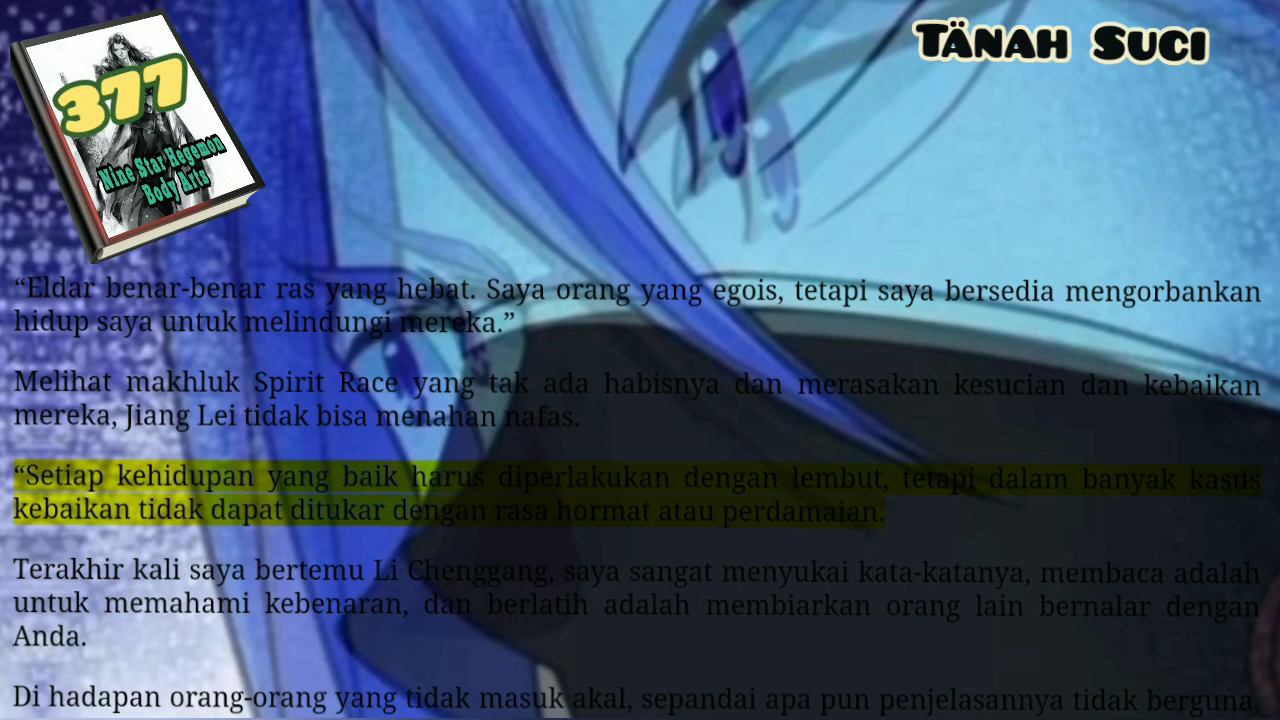 TÄNAH SUCI
377
Nine Star Hegemon
Body Arts
“Eldar benar-benar ras yang hebat. Saya orang yang egois, tetapi saya bersedia mengorbankan
hidup saya untuk melindungi mereka.”
Melihat makhluk Spirit Race yang tak ada habisnya dan merasakan kesucian dan kebaikan
mereka, Jiang Lei tidak bisa menahan nafas.
“Setiap kehidupan yang baik harus diperlakukan dengan lembut, tetapi dalam banyak kasus
kebaikan tidak dapat ditukar dengan rasa hormat atau perdamaian.
Terakhir kali saya bertemu Li Chenggang, saya sangat menyukai kata-katanya, membaca adalah
untuk memahami kebenaran, dan berlatih adalah membiarkan orang lain bernalar dengan
Anda.
Di hadapan orang-orang yang tidak masuk akal, sepandai apa pun penjelasannya tidak berguna,